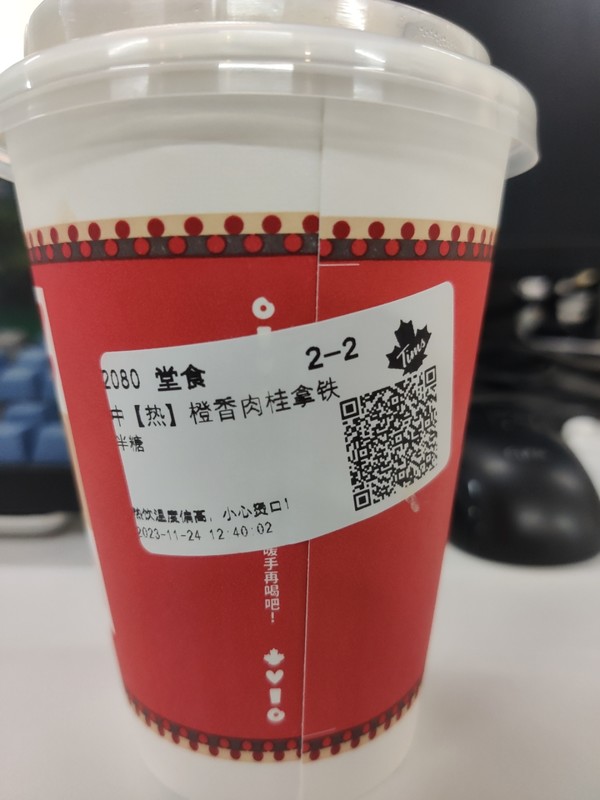 2080 堂食 2-2
Tims
中【热】橙香肉桂拿铁
半糖
热饮温度偏高，小心烫口！
2023-11-24 12:40:02
暖手再喝吧！